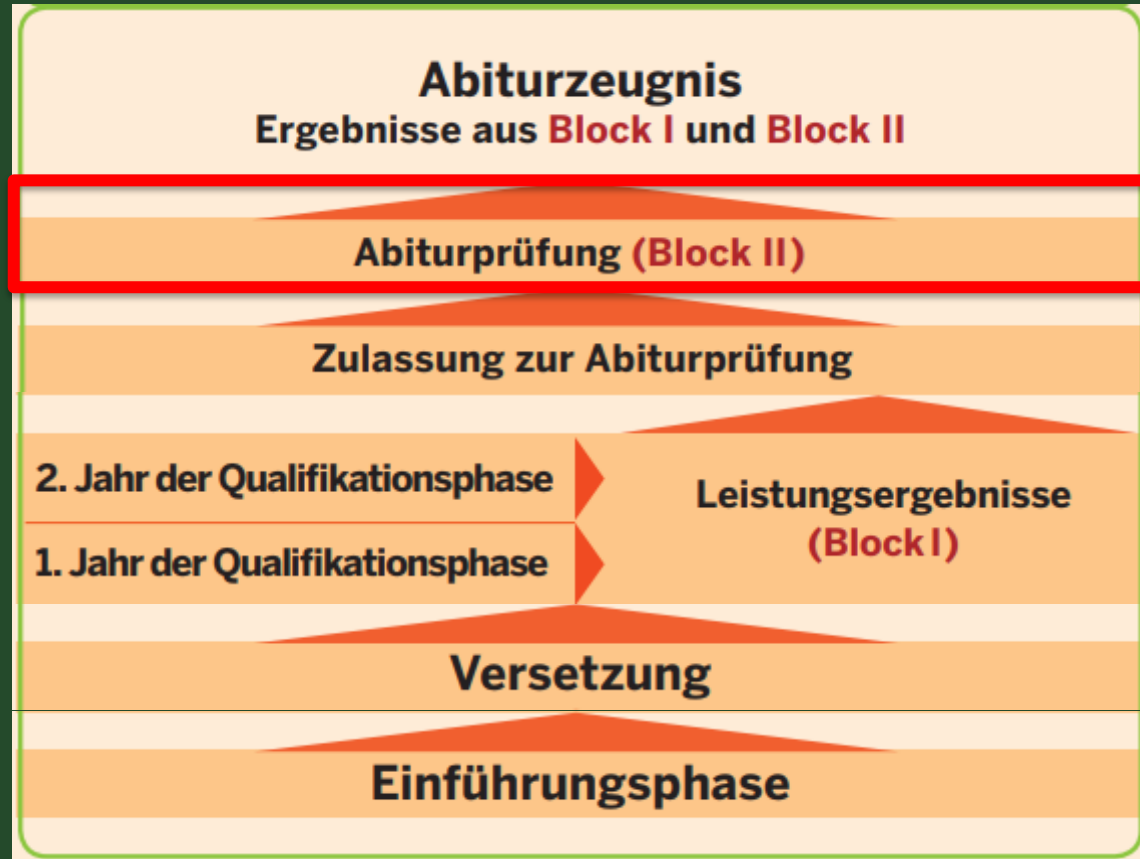 Abiturzeugnis
Ergebnisse aus Block I und Block II
Abiturprüfung (Block II)
Zulassung zur Abiturprüfung
2. Jahr der Qualifikationsphase
1. Jahr der Qualifikationsphase
Leistungsergebnisse
(Block I)
Versetzung
Einführungsphase